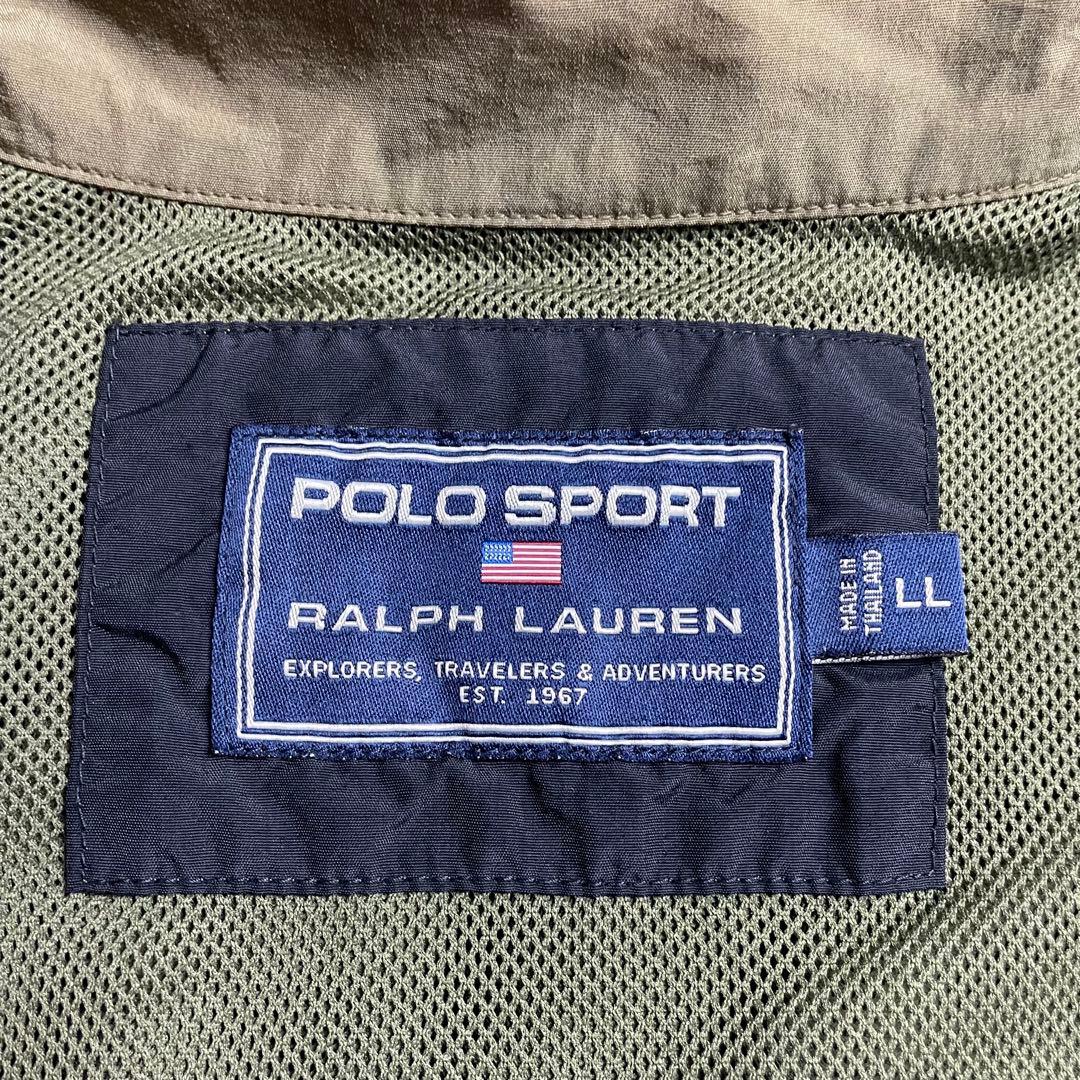 POLO SPORT
RALPH LAUREN
EXPLORERS, TRAVELERS & ADVENTURERS
EST. 1967
MADE IN
THAILAND
LL